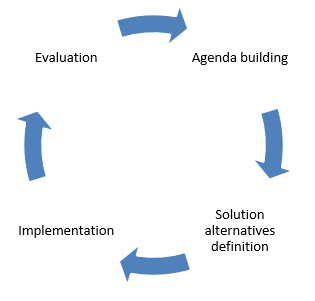 Evaluation
Agenda building
Implementation
Solution
alternatives
definition